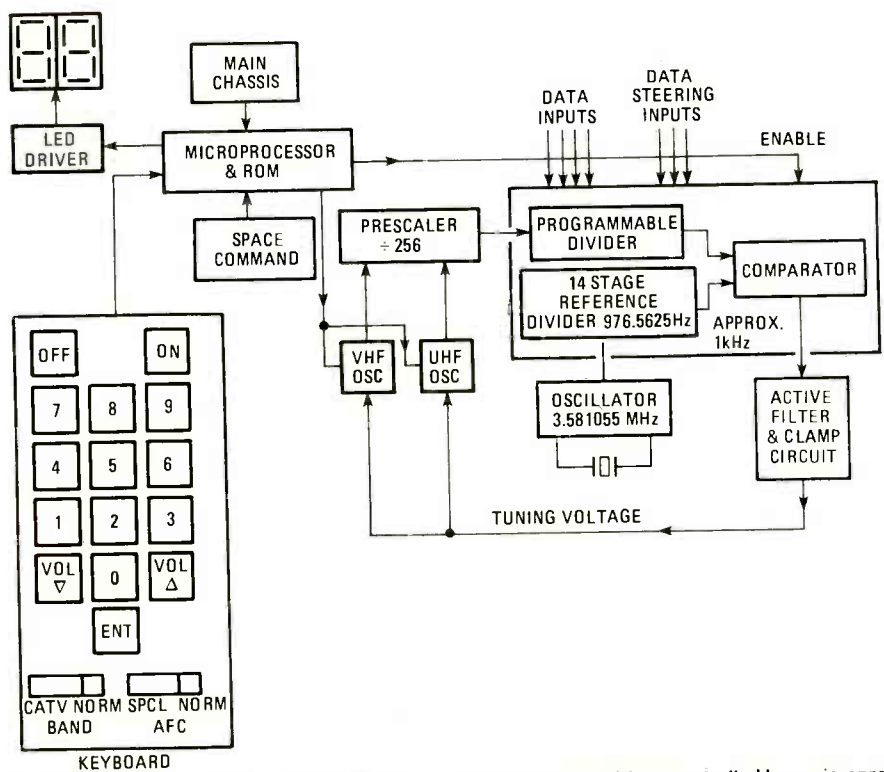 MAIN
CHASSIS
LED
DRIVER
MICROPROCESSOR
& ROM
SPACE
COMMAND
DATA
INPUTS
DATA
STEERING
INPUTS
ENABLE
PRESCALER
÷ 256
PROGRAMMABLE
DIVIDER
14 STAGE
REFERENCE
DIVIDER 976.5625Hz
COMPARATOR
APPROX.
1kHz
VHF
OSC
UHF
OSC
OSCILLATOR
3.581055 MHz
ACTIVE
FILTER
& CLAMP
CIRCUIT
TUNING VOLTAGE
OFF ON
7 8 9
4 5 6
1 2 3
VOL ▽ 0 VOL △
ENT
CATV NORM SPCL NORM
BAND AFC
KEYBOARD